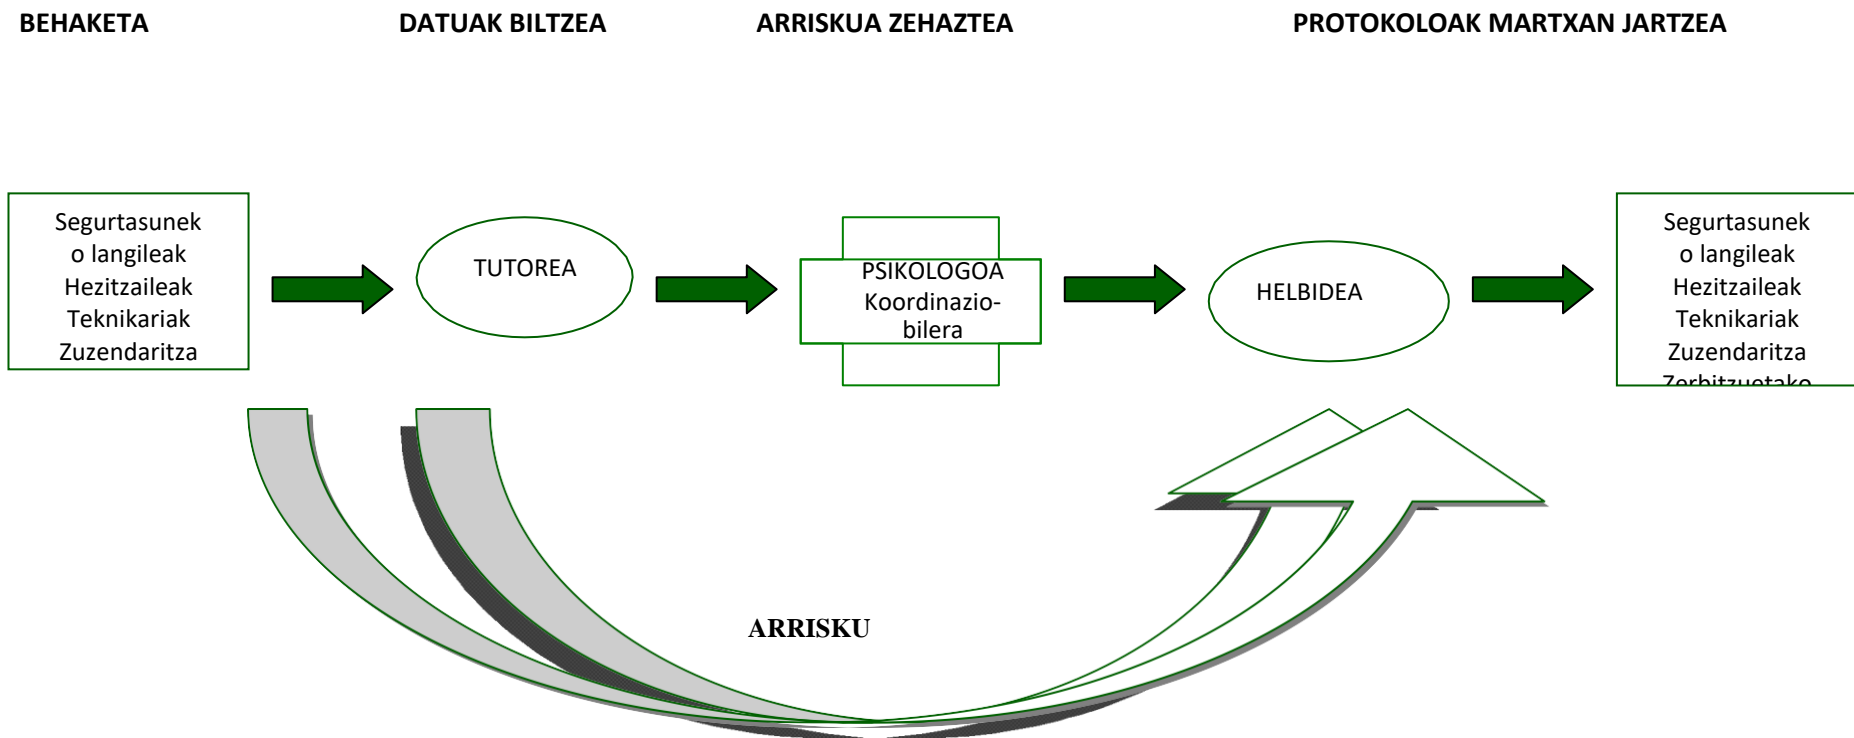 BEHAKETA DATUAK BILTZEA ARRISKUA ZEHAZTEA PROTOKOLOAK MARTXAN JARTZEA
Segurtasunek
o langileak
Hezitzaileak
Teknikariak
Zuzendaritza
TUTOREA
PSIKOLOGOA
Koordinazio-
bilera
HELBIDEA
Segurtasunek
o langileak
Hezitzaileak
Teknikariak
Zuzendaritza
Zerbitzuetako
ARRISKU